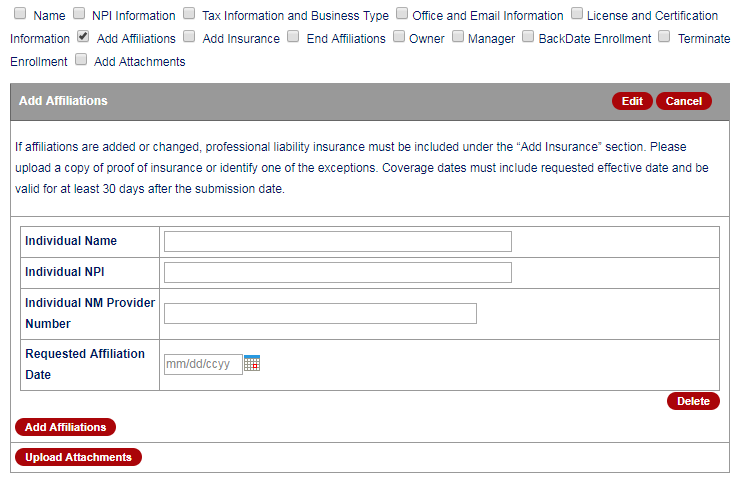 Name NPI Information Tax Information and Business Type Office and Email Information License and Certification
Information Add Affiliations Add Insurance End Affiliations Owner Manager BackDate Enrollment Terminate
Enrollment Add Attachments
Add Affiliations Edit Cancel
If affiliations are added or changed, professional liability insurance must be included under the “Add Insurance” section. Please
upload a copy of proof of insurance or identify one of the exceptions. Coverage dates must include requested effective date and be
valid for at least 30 days after the submission date.
Individual Name
Individual NPI
Individual NM Provider
Number
Requested Affiliation
Date
mm/dd/ccyy
Delete
Add Affiliations
Upload Attachments